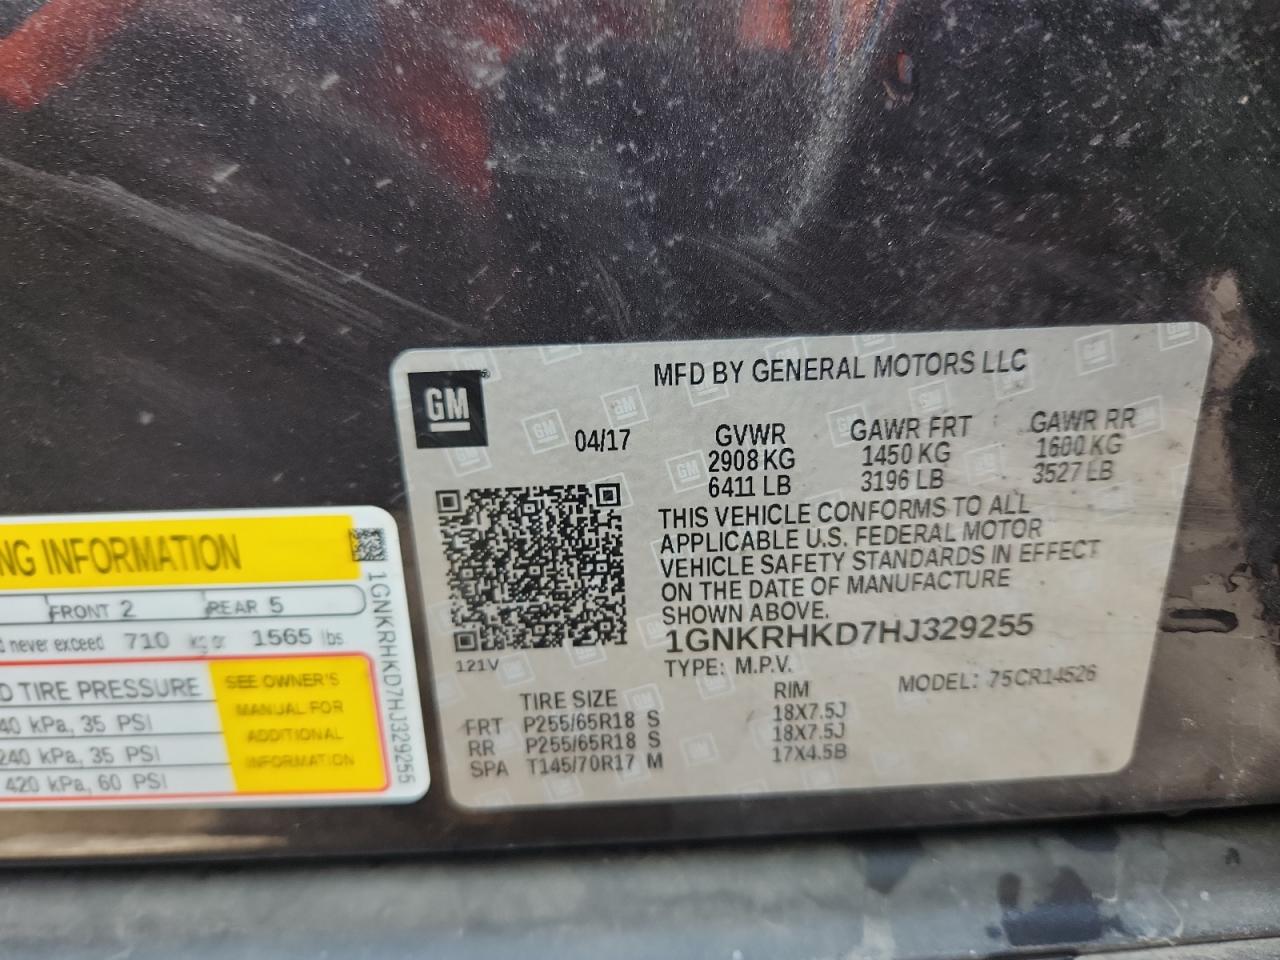 MFD BY GENERAL MOTORS LLC
GM
04/17
GVWR
2908 KG
6411 LB
GAWR FRT
1450 KG
3196 LB
GAWR RR
1600 KG
3527 LB
THIS VEHICLE CONFORMS TO ALL
APPLICABLE U.S. FEDERAL MOTOR
VEHICLE SAFETY STANDARDS IN EFFECT
ON THE DATE OF MANUFACTURE
SHOWN ABOVE.
1GNKRHKD7HJ329255
TYPE: M.P.V.
MODEL: 75CR14526
121V
TIRE SIZE RIM
FRT P255/65R18 S 18X7.5J
RR P255/65R18 S 18X7.5J
SPA T145/70R17 M 17X4.5B
NG INFORMATION
FRONT 2 REAR 5
d never exceed 710 kg or 1565 lbs
D TIRE PRESSURE
40 kPa, 35 PSI
240 kPa, 35 PSI
420 kPa, 60 PSI
SEE OWNER'S
MANUAL FOR
ADDITIONAL
INFORMATION
1GNKRHKD7HJ329255